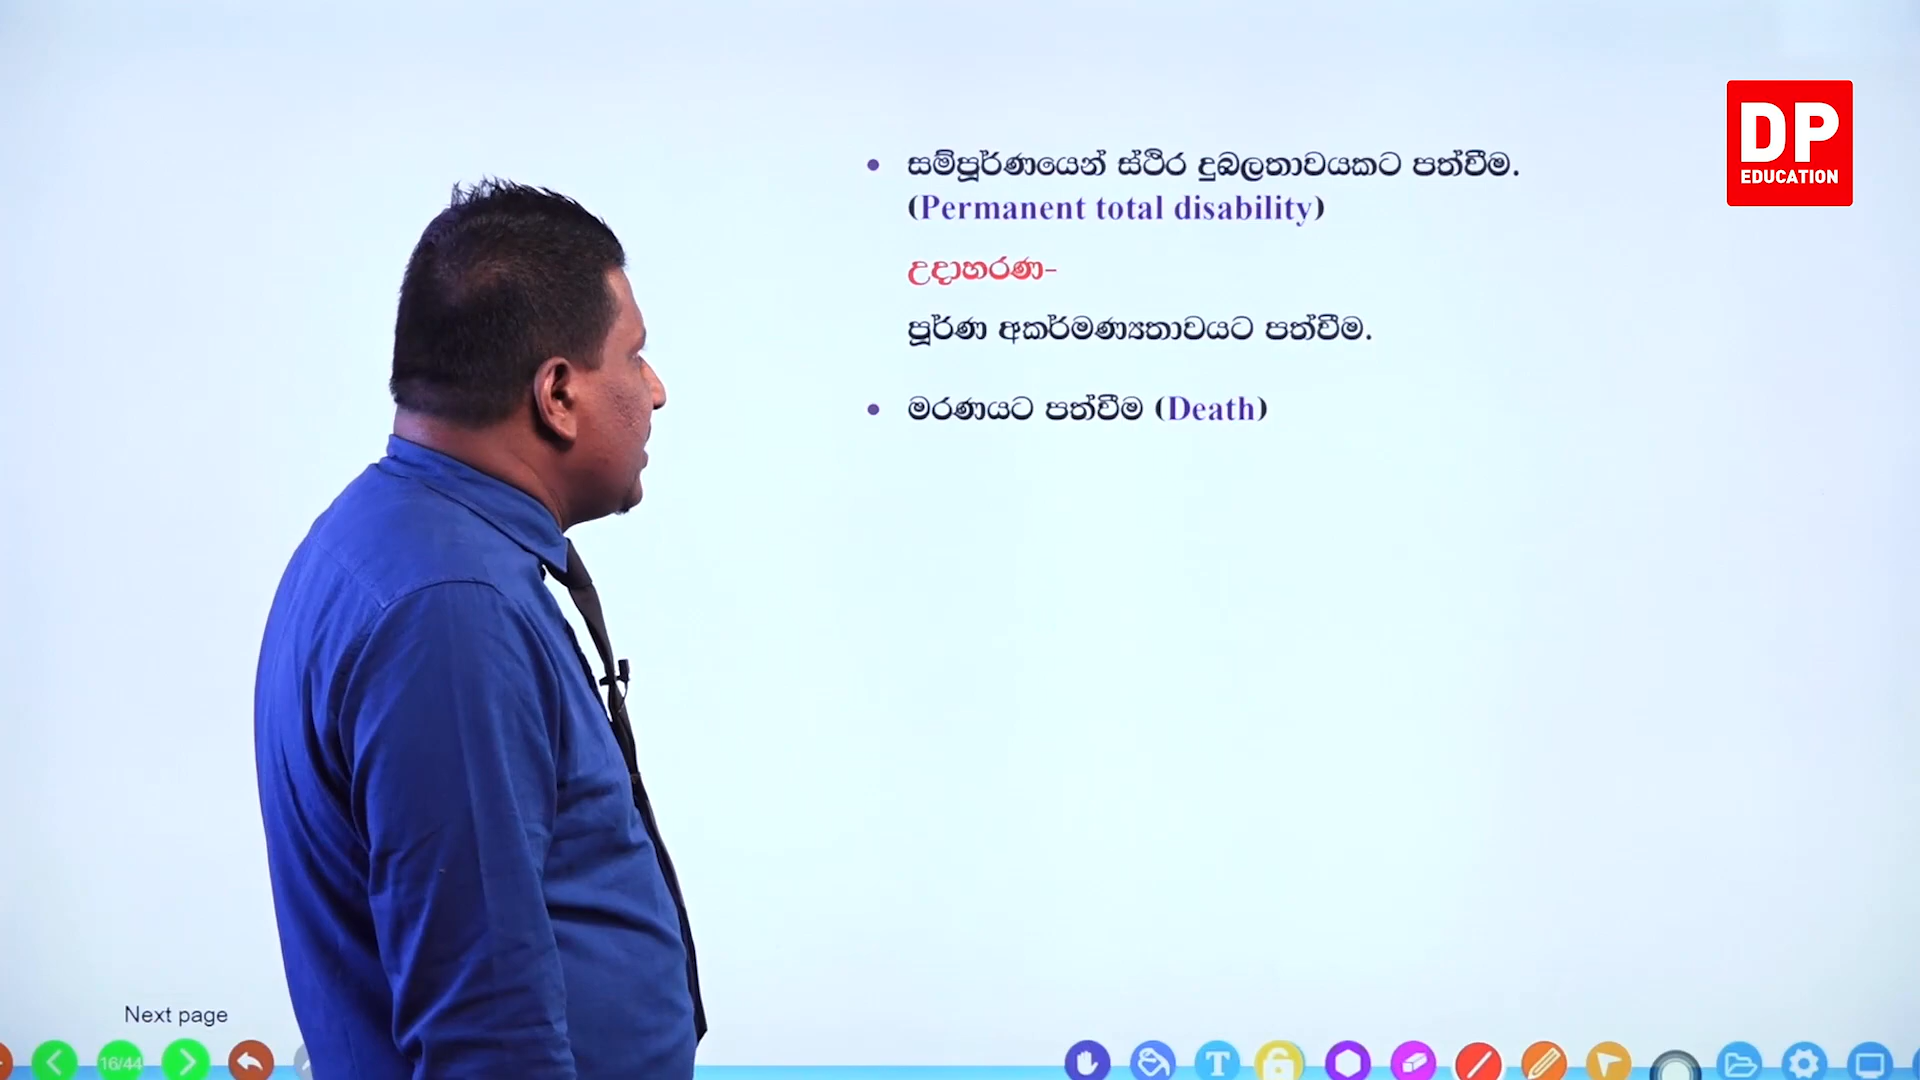 DP
EDUCATION
• සම්පූර්ණයෙන් ස්ථිර දුබලතාවයකට පත්වීම.
(Permanent total disability)
උදාහරණ-
පූර්ණ අකර්මණ්‍යතාවයට පත්වීම.
• මරණයට පත්වීම (Death)
Next page
16/44
T